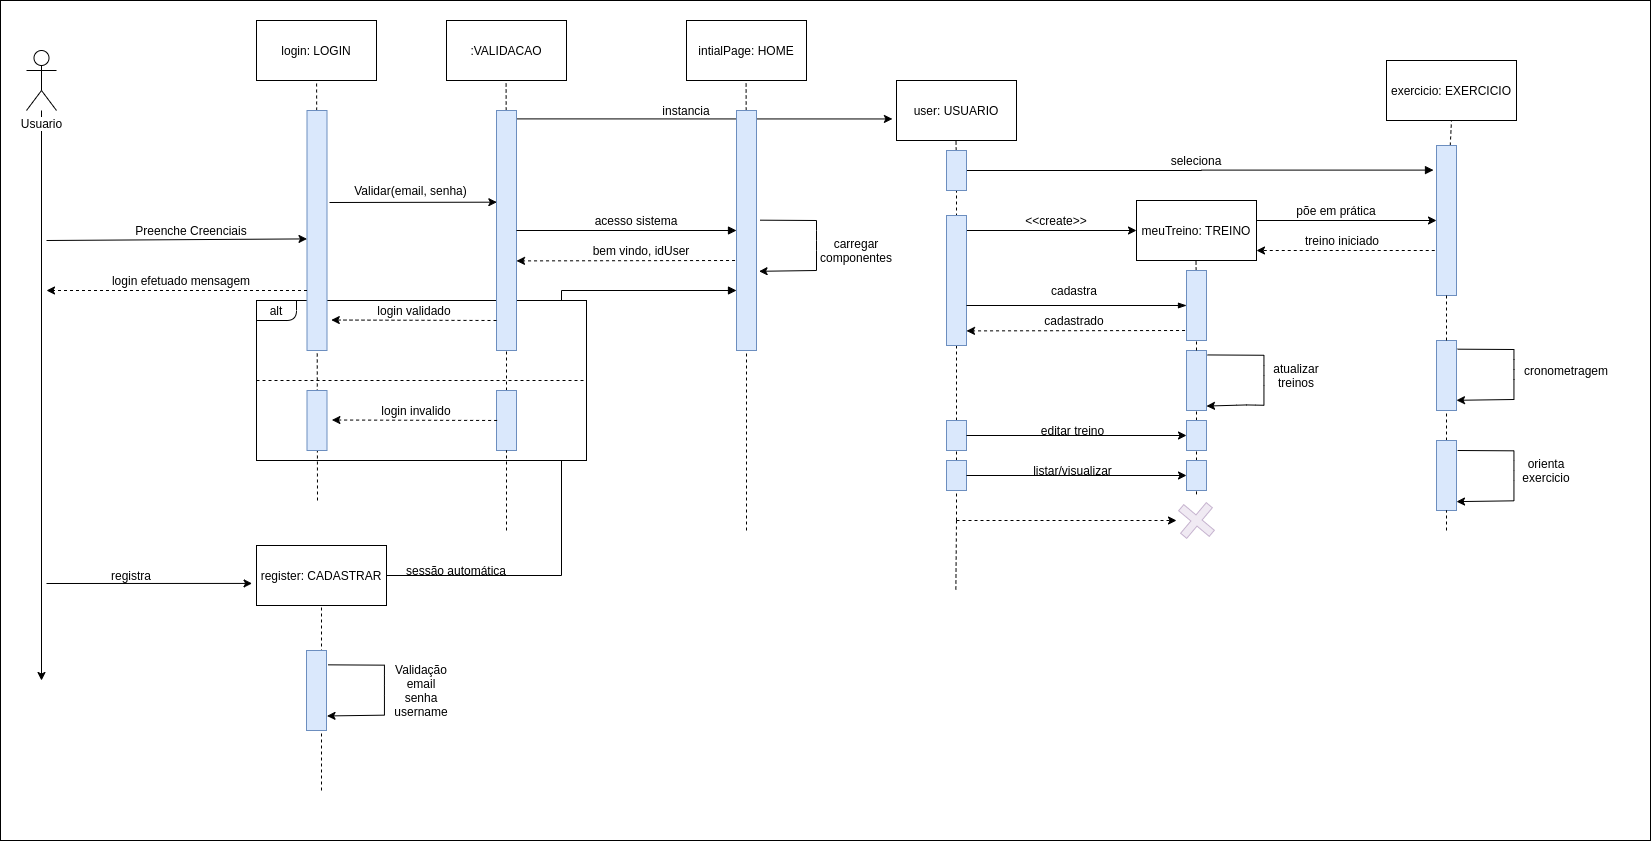 login: LOGIN
:VALIDACAO
intialPage: HOME
exercicio: EXERCICIO
user: USUARIO
Usuario
instancia
seleciona
Validar(email, senha)
acesso sistema
<<create>>
meuTreino: TREINO
põe em prática
Preenche Creenciais
bem vindo, idUser
carregar
componentes
treino iniciado
login efetuado mensagem
cadastra
alt
login validado
cadastrado
atualizar
treinos
cronometragem
login invalido
editar treino
listar/visualizar
orienta
exercicio
registra
register: CADASTRAR
sessão automática
Validação
email
senha
username